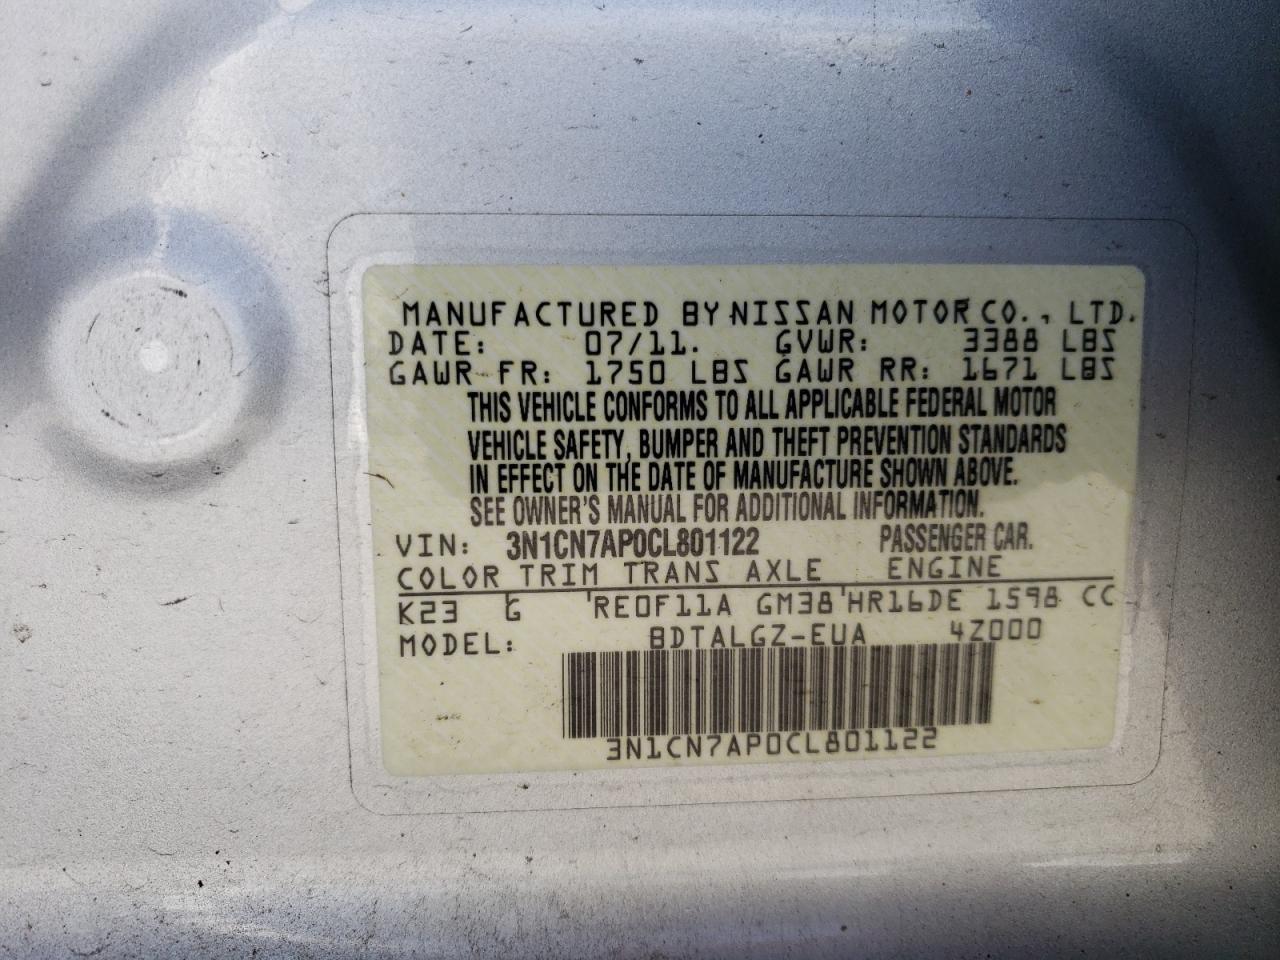 MANUFACTURED BY NISSAN MOTOR CO., LTD.
DATE: 07/11. GVWR: 3388 LBS
GAWR FR: 1750 LBS GAWR RR: 1671 LBS
THIS VEHICLE CONFORMS TO ALL APPLICABLE FEDERAL MOTOR
VEHICLE SAFETY, BUMPER AND THEFT PREVENTION STANDARDS
IN EFFECT ON THE DATE OF MANUFACTURE SHOWN ABOVE.
SEE OWNER'S MANUAL FOR ADDITIONAL INFORMATION.
VIN: 3N1CN7AP0CL801122 PASSENGER CAR.
COLOR TRIM TRANS AXLE ENGINE
K23 G RE0F11A GM38 HR16DE 1598 CC
MODEL: BDTALGZ-EUA 4Z000
3N1CN7AP0CL801122